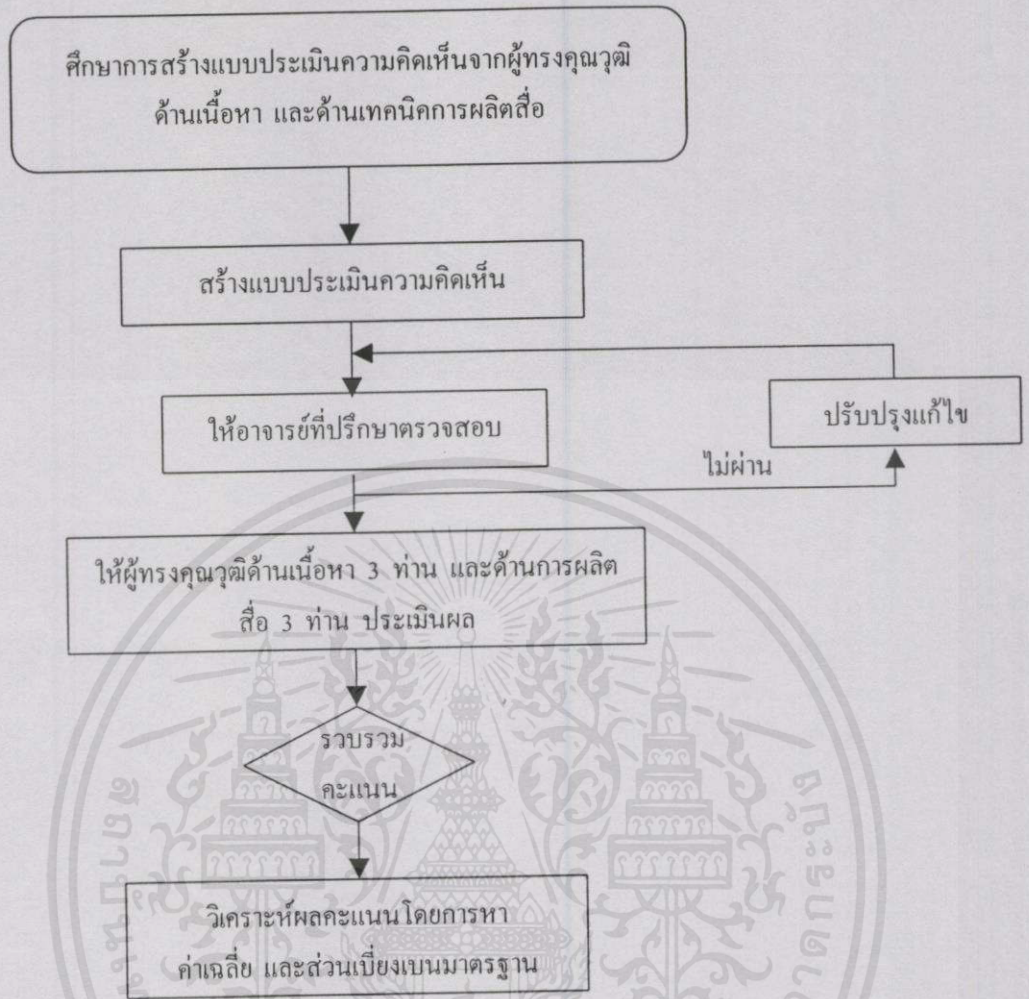 ศึกษาการสร้างแบบประเมินความคิดเห็นจากผู้ทรงคุณวุฒิ
ด้านเนื้อหา และด้านเทคนิคการผลิตสื่อ
สร้างแบบประเมินความคิดเห็น
ให้อาจารย์ที่ปรึกษาตรวจสอบ
ปรับปรุงแก้ไข
ไม่ผ่าน
ให้ผู้ทรงคุณวุฒิด้านเนื้อหา 3 ท่าน และด้านการผลิต
สื่อ 3 ท่าน ประเมินผล
รวบรวม
คะแนน
วิเคราะห์ผลคะแนนโดยการหา
ค่าเฉลี่ย และส่วนเบี่ยงเบนมาตรฐาน